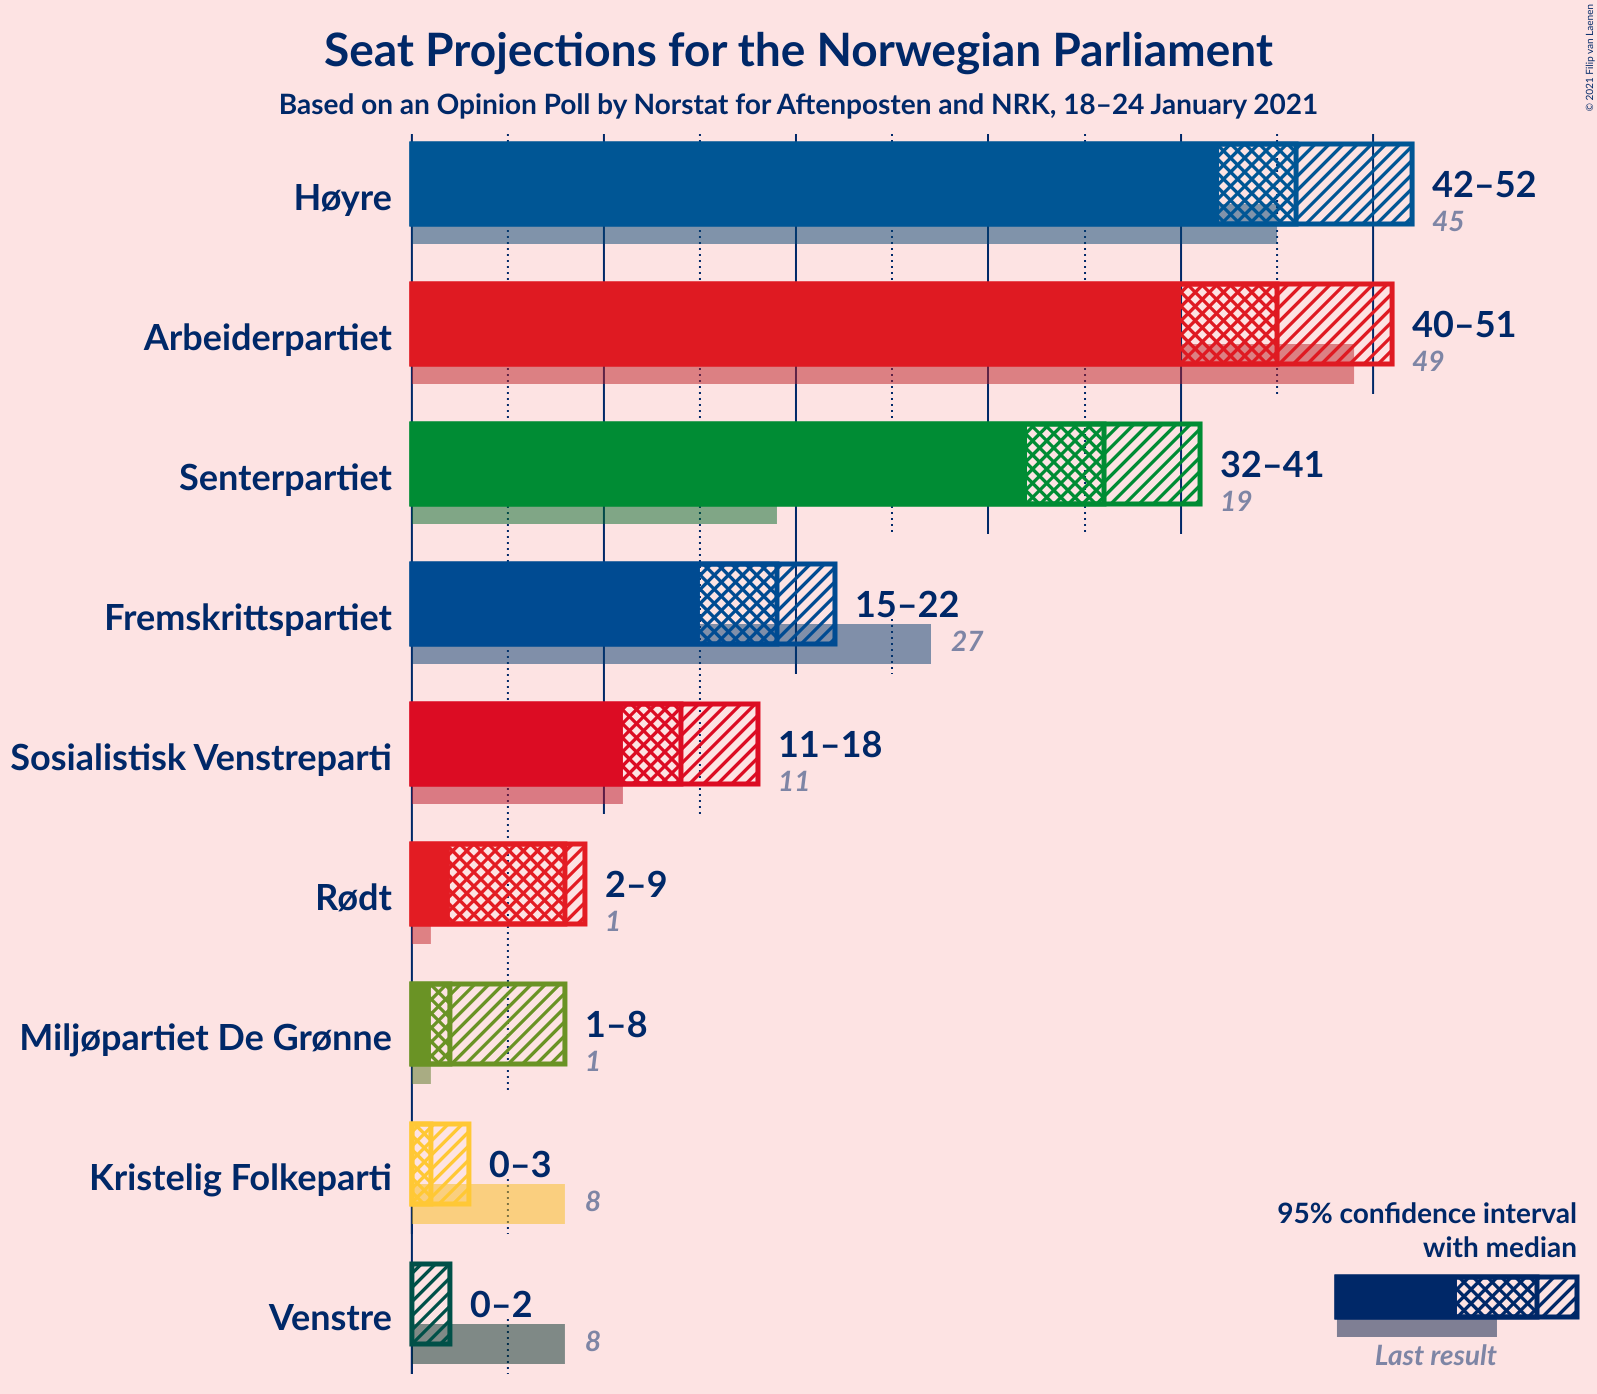 Seat Projections for the Norwegian Parliament
Based on an Opinion Poll by Norstat for Aftenposten and NRK, 18–24 January 2021
© 2021 Filip van Laenen
Høyre
42–52
45
Arbeiderpartiet
40–51
49
Senterpartiet
32–41
19
Fremskrittspartiet
15–22
27
Sosialistisk Venstreparti
11–18
11
Rødt
2–9
1
Miljøpartiet De Grønne
1–8
1
Kristelig Folkeparti
0–3
8
Venstre
0–2
8
95% confidence interval
with median
Last result